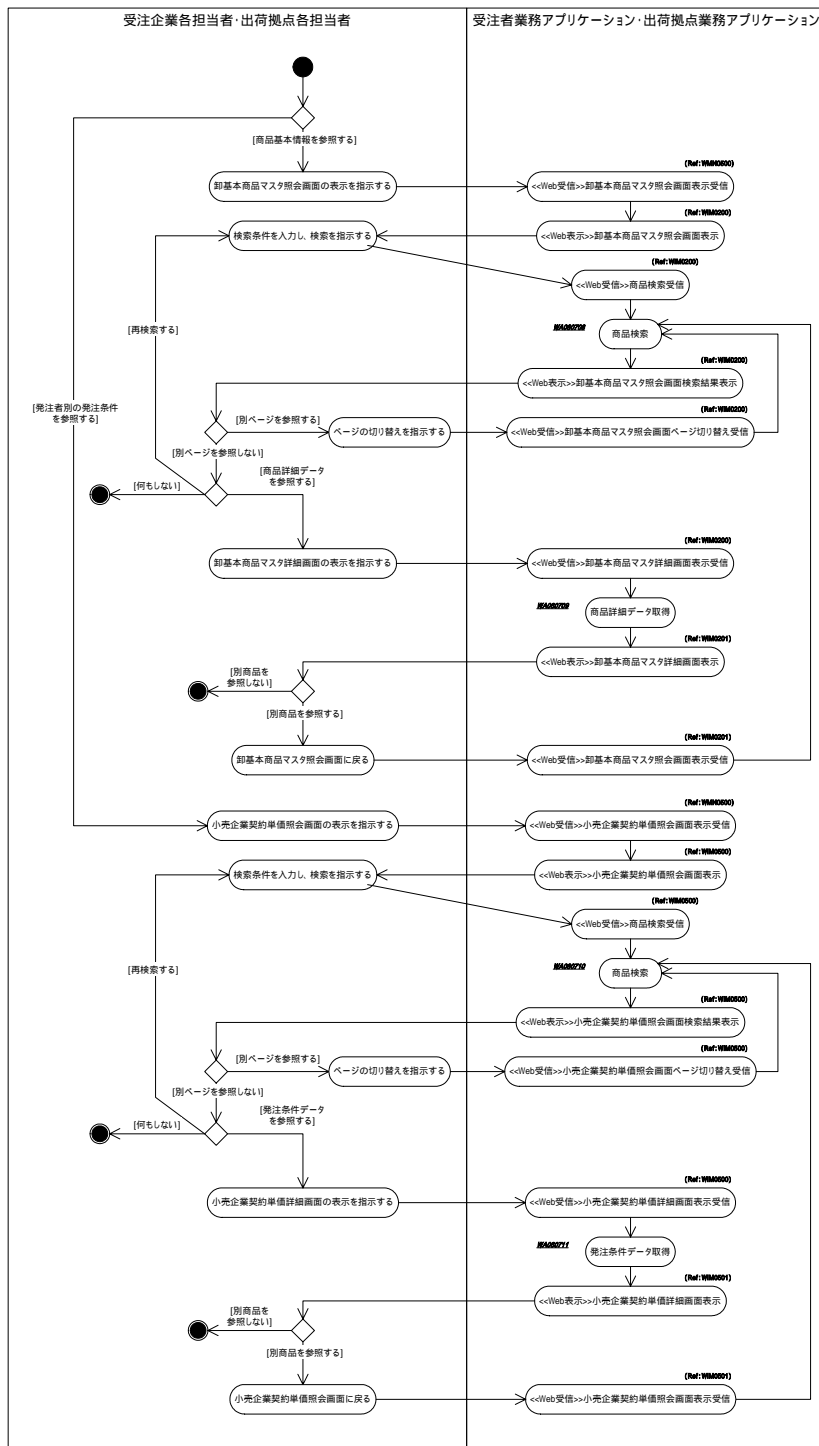 受注企業各担当者･出荷拠点各担当者
受注者業務アプリケーション･出荷拠点業務アプリケーション
[商品基本情報を参照する]
(Ref:WMH0500)
卸基本商品マスタ照会画面の表示を指示する
<<Web受信>>卸基本商品マスタ照会画面表示受信
(Ref:WIM0200)
検索条件を入力し、検索を指示する
<<Web表示>>卸基本商品マスタ照会画面表示
(Ref:WIM0200)
<<Web受信>>商品検索受信
[再検索する]
WA080708
商品検索
(Ref:WIM0200)
<<Web表示>>卸基本商品マスタ照会画面検索結果表示
[発注者別の発注条件
を参照する]
[別ページを参照する]
(Ref:WIM0200)
ページの切り替えを指示する
<<Web受信>>卸基本商品マスタ照会画面ページ切り替え受信
[別ページを参照しない]
[商品詳細データ
を参照する]
[何もしない]
(Ref:WIM0200)
卸基本商品マスタ詳細画面の表示を指示する
<<Web受信>>卸基本商品マスタ詳細画面表示受信
WA080709
商品詳細データ取得
(Ref:WIM0201)
<<Web表示>>卸基本商品マスタ詳細画面表示
[別商品を
参照しない]
[別商品を参照する]
(Ref:WIM0201)
卸基本商品マスタ照会画面に戻る
<<Web受信>>卸基本商品マスタ照会画面表示受信
(Ref:WMH0500)
小売企業契約単価照会画面の表示を指示する
<<Web受信>>小売企業契約単価照会画面表示受信
(Ref:WIM0500)
検索条件を入力し、検索を指示する
<<Web表示>>小売企業契約単価照会画面表示
(Ref:WIM0500)
<<Web受信>>商品検索受信
[再検索する]
WA080710
商品検索
(Ref:WIM0500)
<<Web表示>>小売企業契約単価照会画面検索結果表示
[別ページを参照する]
(Ref:WIM0500)
ページの切り替えを指示する
<<Web受信>>小売企業契約単価照会画面ページ切り替え受信
[別ページを参照しない]
[発注条件データ
を参照する]
[何もしない]
(Ref:WIM0500)
小売企業契約単価詳細画面の表示を指示する
<<Web受信>>小売企業契約単価詳細画面表示受信
WA080711
発注条件データ取得
(Ref:WIM0501)
<<Web表示>>小売企業契約単価詳細画面表示
[別商品を
参照しない]
[別商品を参照する]
(Ref:WIM0501)
小売企業契約単価照会画面に戻る
<<Web受信>>小売企業契約単価照会画面表示受信